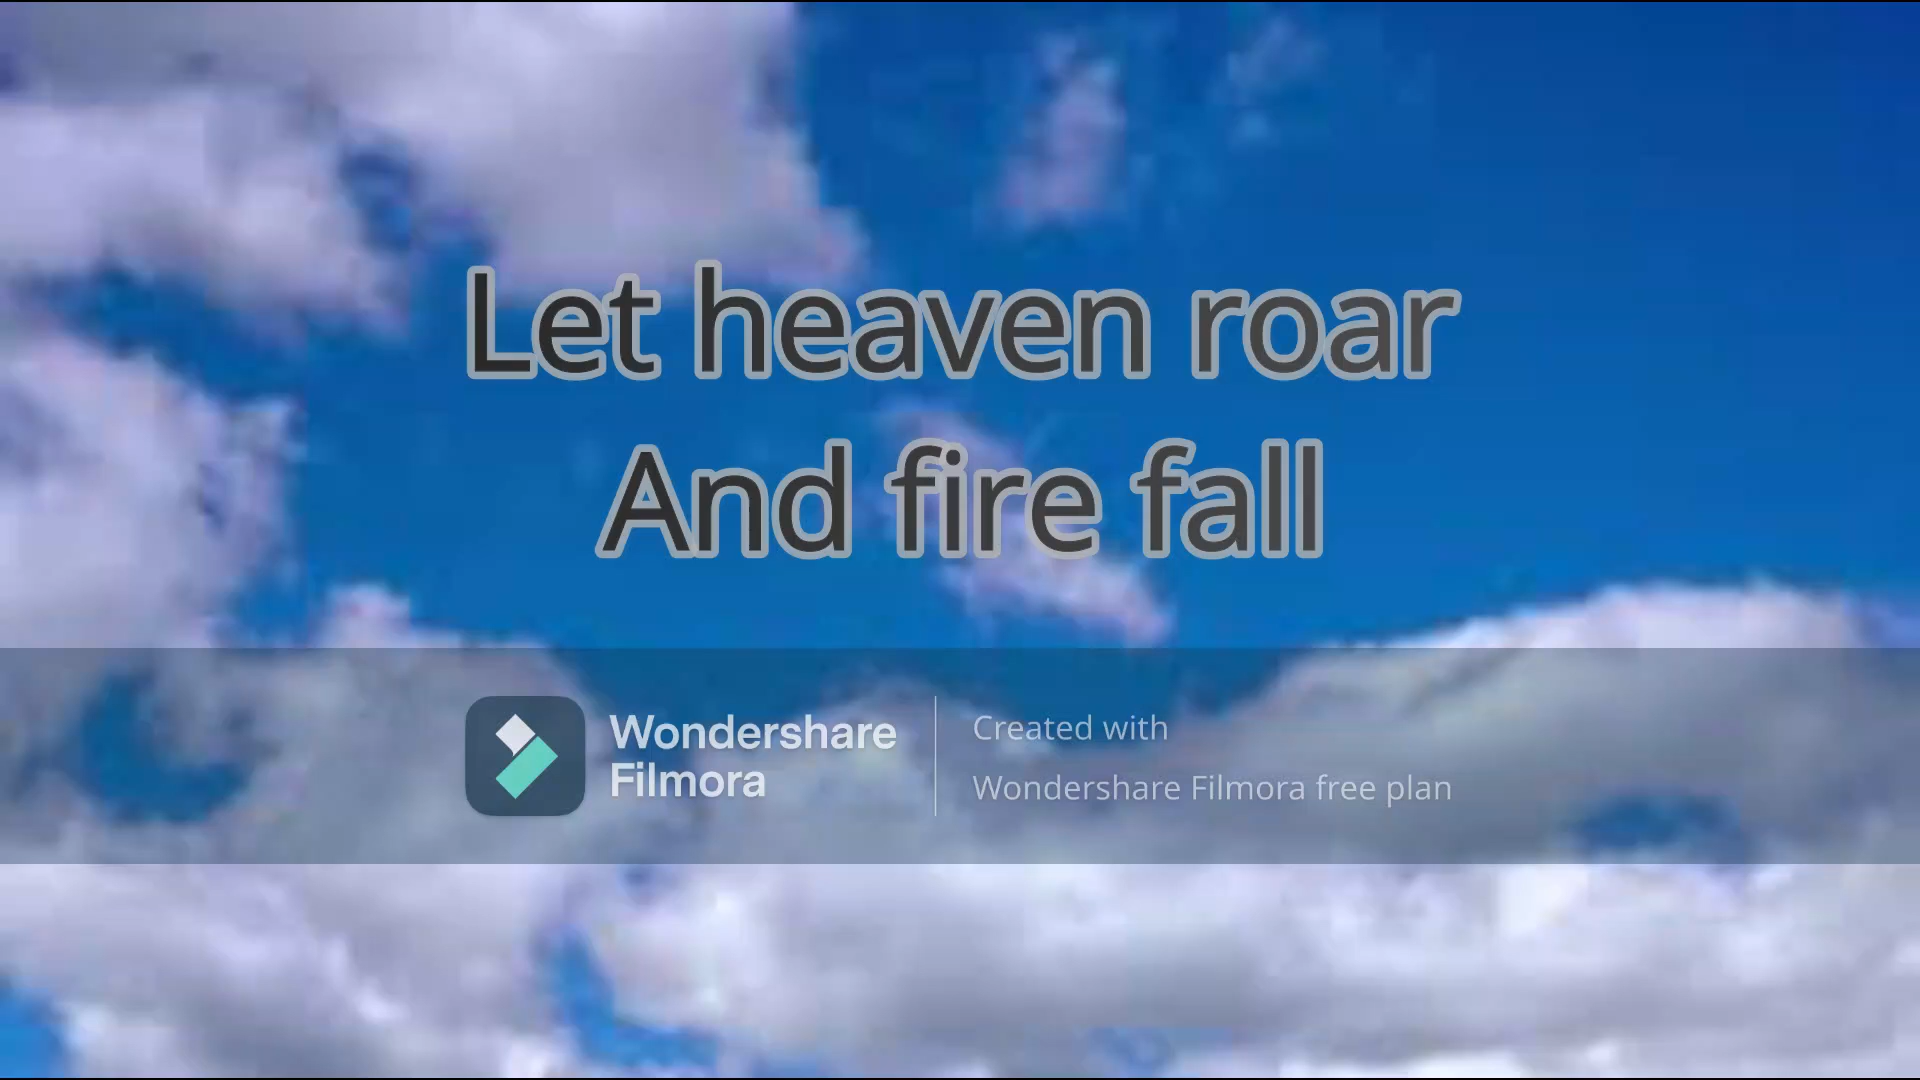 Let heaven roar
And fire fall
Wondershare
Filmora
Created with
Wondershare Filmora free plan